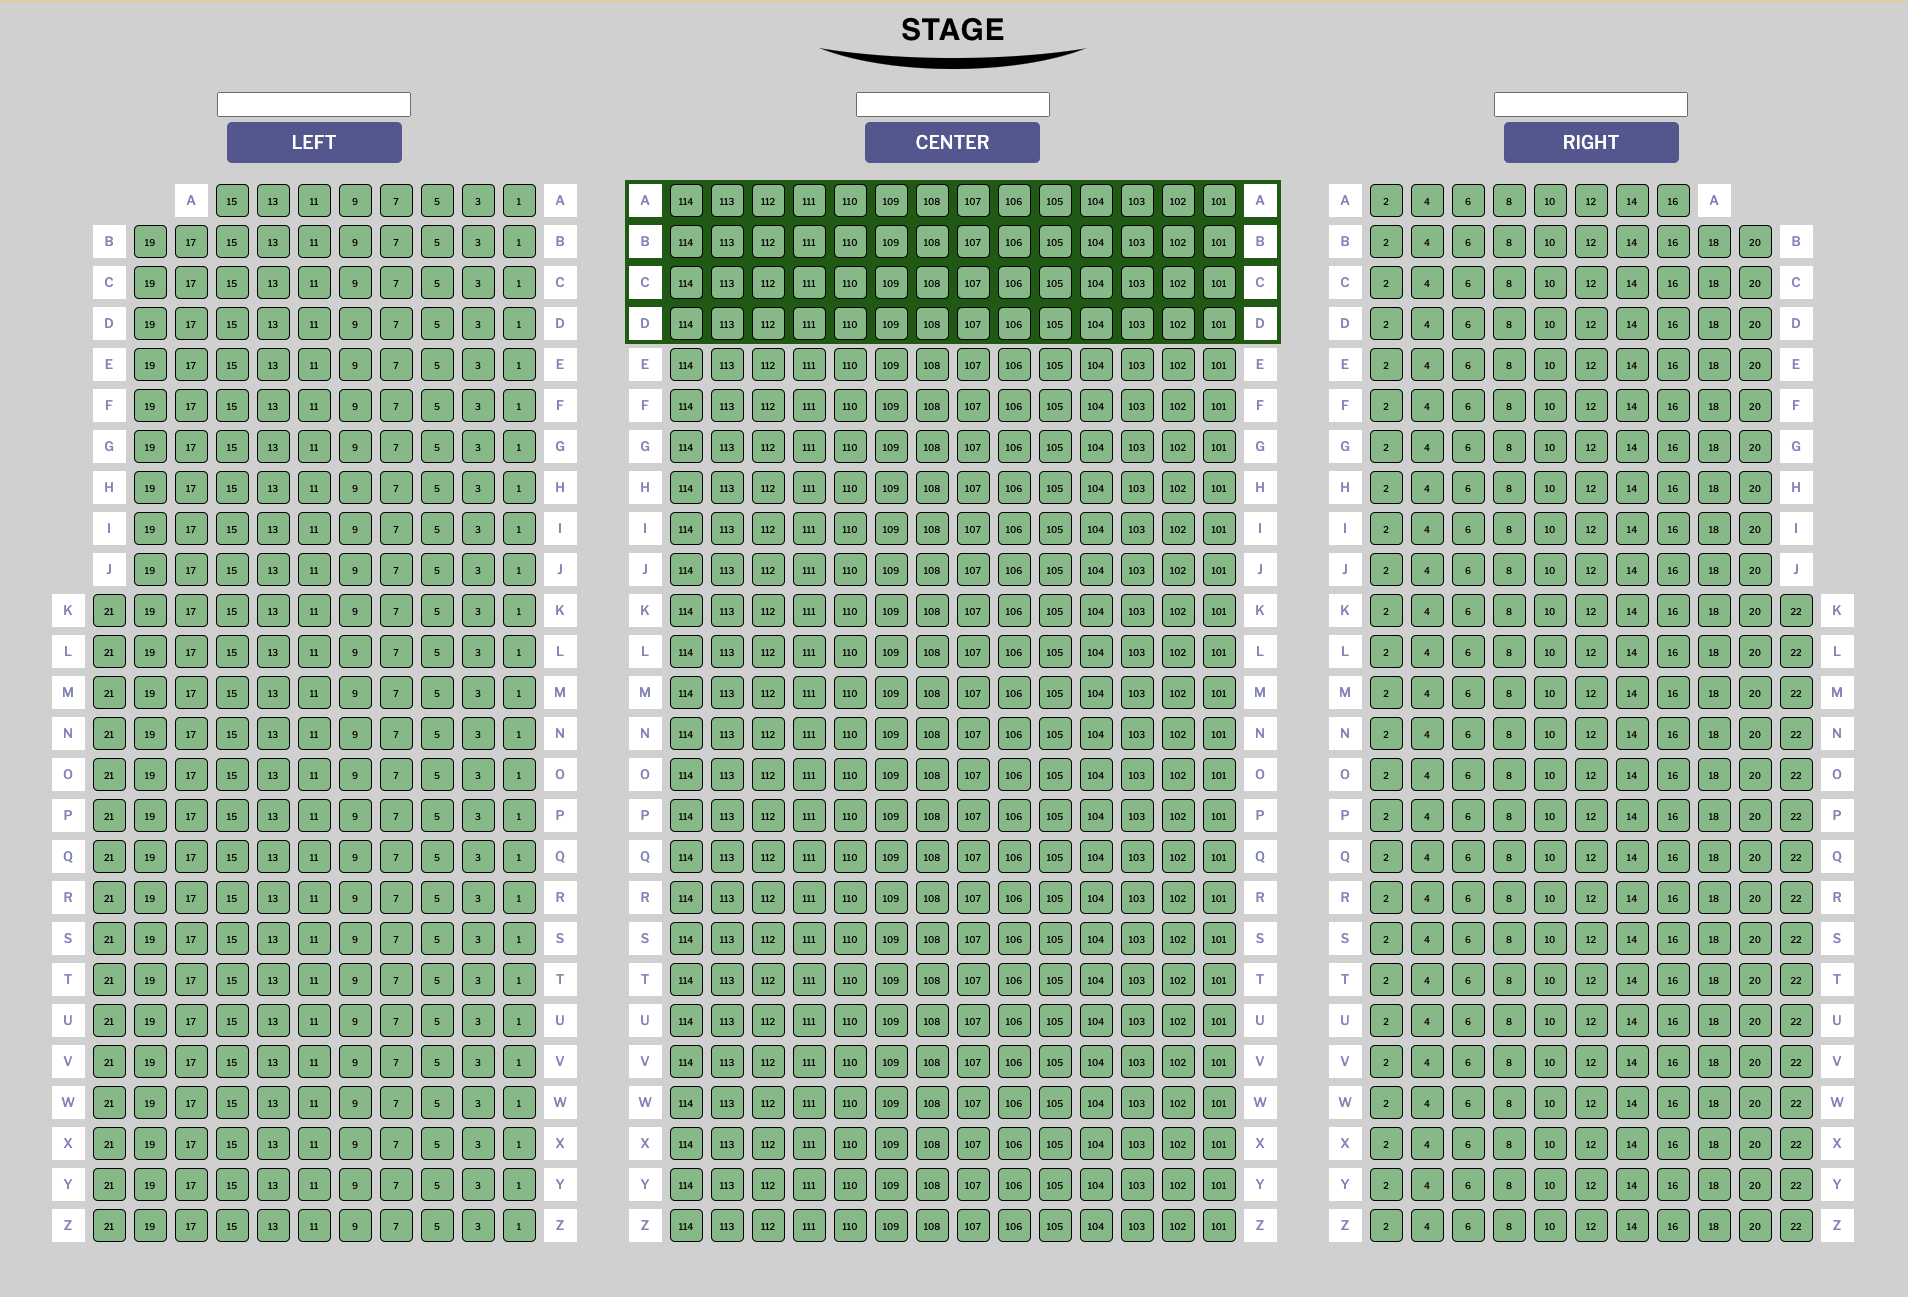 STAGE
LEFT CENTER RIGHT
A 15 13 11 9 7 5 3 1 A A 114 113 112 111 110 109 108 107 106 105 104 103 102 101 A A 2 4 6 8 10 12 14 16 A
B 19 17 15 13 11 9 7 5 3 1 B B 114 113 112 111 110 109 108 107 106 105 104 103 102 101 B B 2 4 6 8 10 12 14 16 18 20 B
C 19 17 15 13 11 9 7 5 3 1 C C 114 113 112 111 110 109 108 107 106 105 104 103 102 101 C C 2 4 6 8 10 12 14 16 18 20 C
D 19 17 15 13 11 9 7 5 3 1 D D 114 113 112 111 110 109 108 107 106 105 104 103 102 101 D D 2 4 6 8 10 12 14 16 18 20 D
E 19 17 15 13 11 9 7 5 3 1 E E 114 113 112 111 110 109 108 107 106 105 104 103 102 101 E E 2 4 6 8 10 12 14 16 18 20 E
F 19 17 15 13 11 9 7 5 3 1 F F 114 113 112 111 110 109 108 107 106 105 104 103 102 101 F F 2 4 6 8 10 12 14 16 18 20 F
G 19 17 15 13 11 9 7 5 3 1 G G 114 113 112 111 110 109 108 107 106 105 104 103 102 101 G G 2 4 6 8 10 12 14 16 18 20 G
H 19 17 15 13 11 9 7 5 3 1 H H 114 113 112 111 110 109 108 107 106 105 104 103 102 101 H H 2 4 6 8 10 12 14 16 18 20 H
I 19 17 15 13 11 9 7 5 3 1 I I 114 113 112 111 110 109 108 107 106 105 104 103 102 101 I I 2 4 6 8 10 12 14 16 18 20 I
J 19 17 15 13 11 9 7 5 3 1 J J 114 113 112 111 110 109 108 107 106 105 104 103 102 101 J J 2 4 6 8 10 12 14 16 18 20 J
K 21 19 17 15 13 11 9 7 5 3 1 K K 114 113 112 111 110 109 108 107 106 105 104 103 102 101 K K 2 4 6 8 10 12 14 16 18 20 22 K
L 21 19 17 15 13 11 9 7 5 3 1 L L 114 113 112 111 110 109 108 107 106 105 104 103 102 101 L L 2 4 6 8 10 12 14 16 18 20 22 L
M 21 19 17 15 13 11 9 7 5 3 1 M M 114 113 112 111 110 109 108 107 106 105 104 103 102 101 M M 2 4 6 8 10 12 14 16 18 20 22 M
N 21 19 17 15 13 11 9 7 5 3 1 N N 114 113 112 111 110 109 108 107 106 105 104 103 102 101 N N 2 4 6 8 10 12 14 16 18 20 22 N
O 21 19 17 15 13 11 9 7 5 3 1 O O 114 113 112 111 110 109 108 107 106 105 104 103 102 101 O O 2 4 6 8 10 12 14 16 18 20 22 O
P 21 19 17 15 13 11 9 7 5 3 1 P P 114 113 112 111 110 109 108 107 106 105 104 103 102 101 P P 2 4 6 8 10 12 14 16 18 20 22 P
Q 21 19 17 15 13 11 9 7 5 3 1 Q Q 114 113 112 111 110 109 108 107 106 105 104 103 102 101 Q Q 2 4 6 8 10 12 14 16 18 20 22 Q
R 21 19 17 15 13 11 9 7 5 3 1 R R 114 113 112 111 110 109 108 107 106 105 104 103 102 101 R R 2 4 6 8 10 12 14 16 18 20 22 R
S 21 19 17 15 13 11 9 7 5 3 1 S S 114 113 112 111 110 109 108 107 106 105 104 103 102 101 S S 2 4 6 8 10 12 14 16 18 20 22 S
T 21 19 17 15 13 11 9 7 5 3 1 T T 114 113 112 111 110 109 108 107 106 105 104 103 102 101 T T 2 4 6 8 10 12 14 16 18 20 22 T
U 21 19 17 15 13 11 9 7 5 3 1 U U 114 113 112 111 110 109 108 107 106 105 104 103 102 101 U U 2 4 6 8 10 12 14 16 18 20 22 U
V 21 19 17 15 13 11 9 7 5 3 1 V V 114 113 112 111 110 109 108 107 106 105 104 103 102 101 V V 2 4 6 8 10 12 14 16 18 20 22 V
W 21 19 17 15 13 11 9 7 5 3 1 W W 114 113 112 111 110 109 108 107 106 105 104 103 102 101 W W 2 4 6 8 10 12 14 16 18 20 22 W
X 21 19 17 15 13 11 9 7 5 3 1 X X 114 113 112 111 110 109 108 107 106 105 104 103 102 101 X X 2 4 6 8 10 12 14 16 18 20 22 X
Y 21 19 17 15 13 11 9 7 5 3 1 Y Y 114 113 112 111 110 109 108 107 106 105 104 103 102 101 Y Y 2 4 6 8 10 12 14 16 18 20 22 Y
Z 21 19 17 15 13 11 9 7 5 3 1 Z Z 114 113 112 111 110 109 108 107 106 105 104 103 102 101 Z Z 2 4 6 8 10 12 14 16 18 20 22 Z